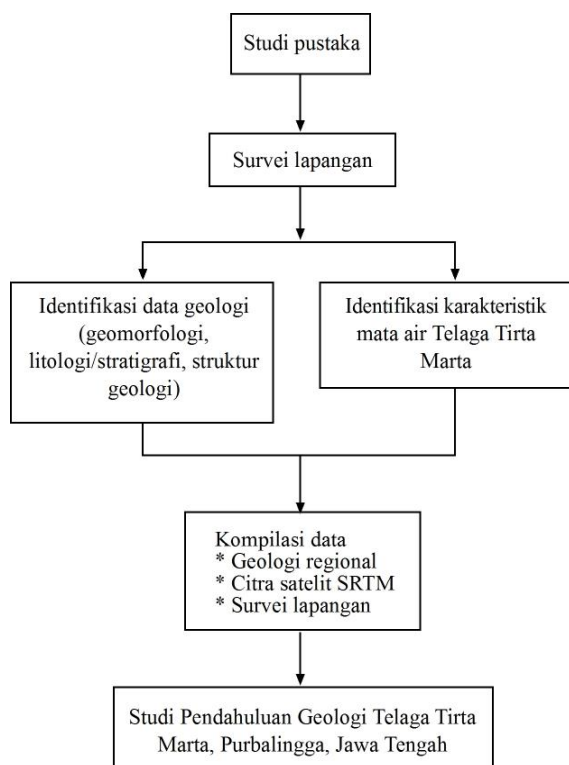 Studi pustaka
Survei lapangan
Identifikasi data geologi
(geomorfologi,
litologi/stratigrafi, struktur
geologi)
Identifikasi karakteristik
mata air Telaga Tirta
Marta
Kompilasi data
* Geologi regional
* Citra satelit SRTM
* Survei lapangan
Studi Pendahuluan Geologi Telaga Tirta
Marta, Purbalingga, Jawa Tengah